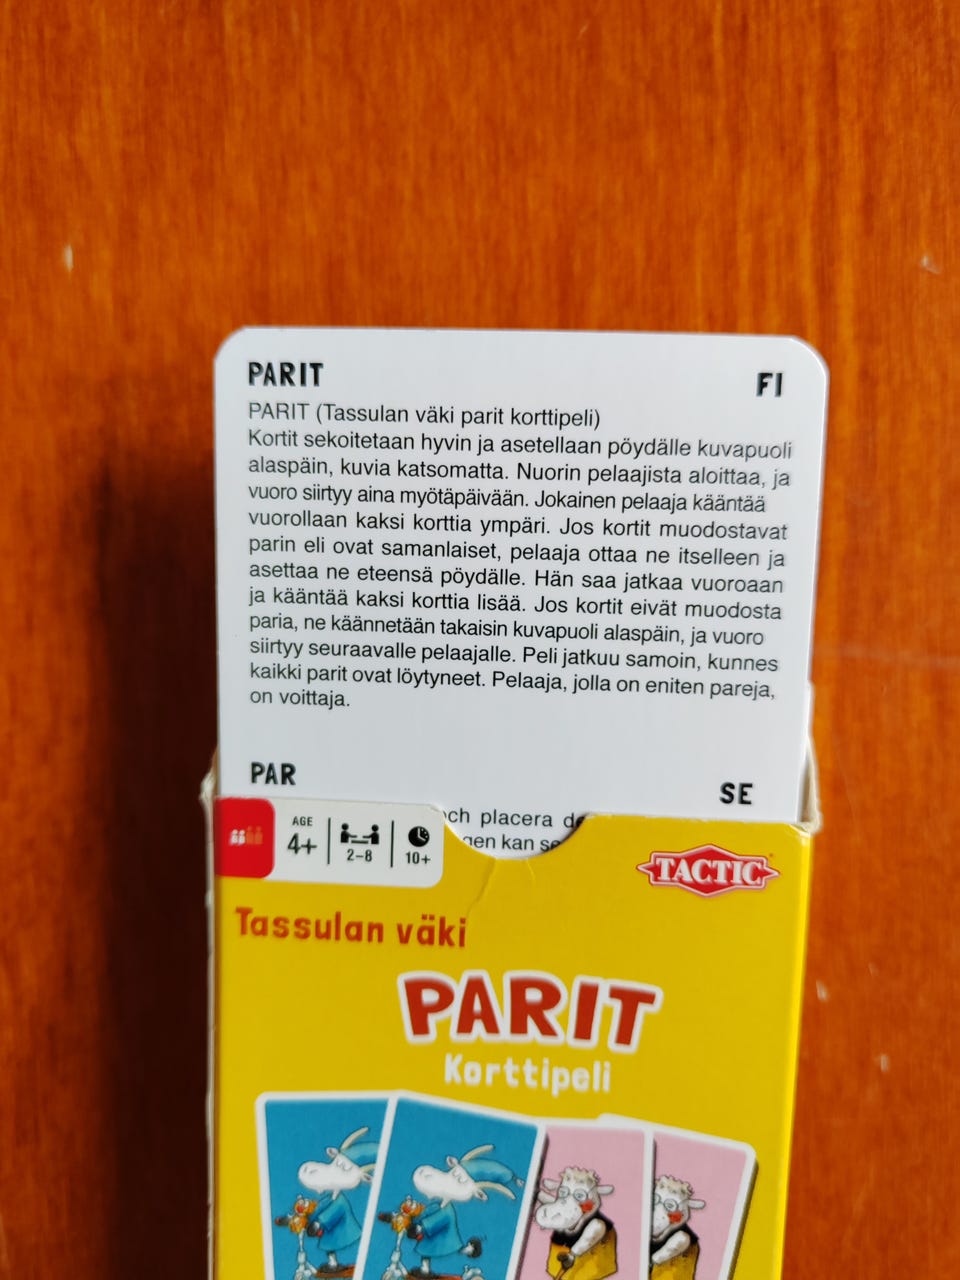 PARIT
FI
PARIT (Tassulan väki parit korttipeli)
Kortit sekoitetaan hyvin ja asetellaan pöydälle kuvapuoli
alaspäin, kuvia katsomatta. Nuorin pelaajista aloittaa, ja
vuoro siirtyy aina myötäpäivään. Jokainen pelaaja kääntää
vuorollaan kaksi korttia ympäri. Jos kortit muodostavat
parin eli ovat samanlaiset, pelaaja ottaa ne itselleen ja
asettaa ne eteensä pöydälle. Hän saa jatkaa vuoroaan
ja kääntää kaksi korttia lisää. Jos kortit eivät muodosta
paria, ne käännetään takaisin kuvapuoli alaspäin, ja vuoro
siirtyy seuraavalle pelaajalle. Peli jatkuu samoin, kunnes
kaikki parit ovat löytyneet. Pelaaja, jolla on eniten pareja,
on voittaja.
PAR
SE
placera
kan
AGE
4+
2-8
10+
TACTIC
Tassulan väki
PARIT
Korttipeli